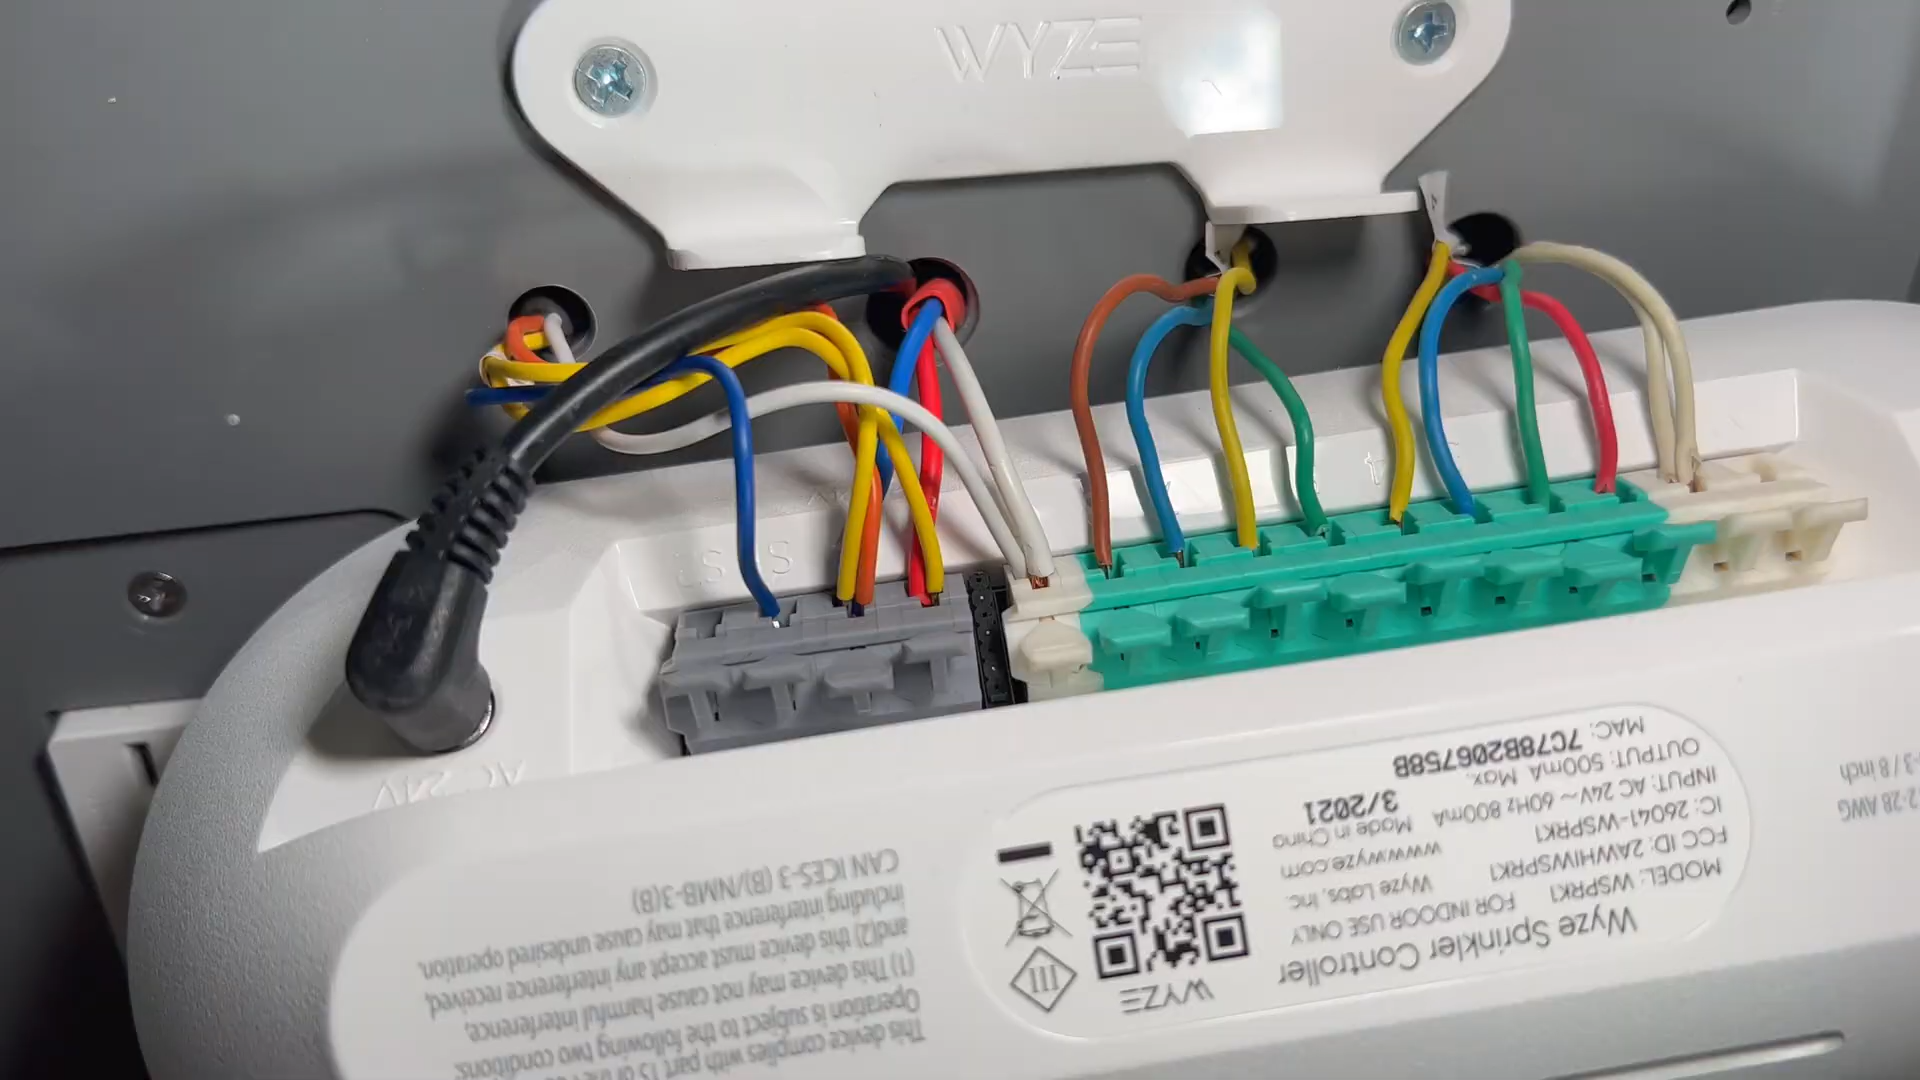 WYZE
S1
S2
AC 24V
Wyze Sprinkler Controller
MODEL: WSPRK1 FOR INDOOR USE ONLY
FCC ID: 2AWHIWSPRK1 Wyze Labs, Inc.
IC: 26041-WSPRK1 www.wyze.com
INPUT: AC 24V ~ 60Hz 800mA Made in China
OUTPUT: 500mA Max. 3/2021
MAC: 7C78B206758B
WYZE
III
This device complies with part 15 of the
Operation is subject to the following two conditions:
(1) This device may not cause harmful interference,
and(2) this device must accept any interference received,
including interference that may cause undesired operation.
CAN ICES-3 (B)/NMB-3(B)
2-28 AWG
-3/8 inch